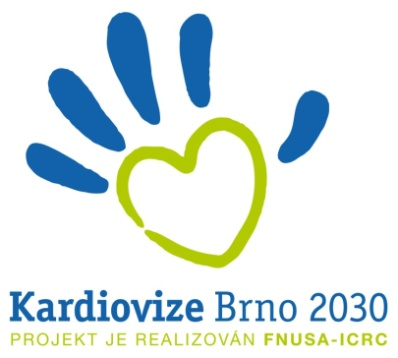 Kardiovize Brno 2030
PROJEKT JE REALIZOVÁN FNUSA-ICRC